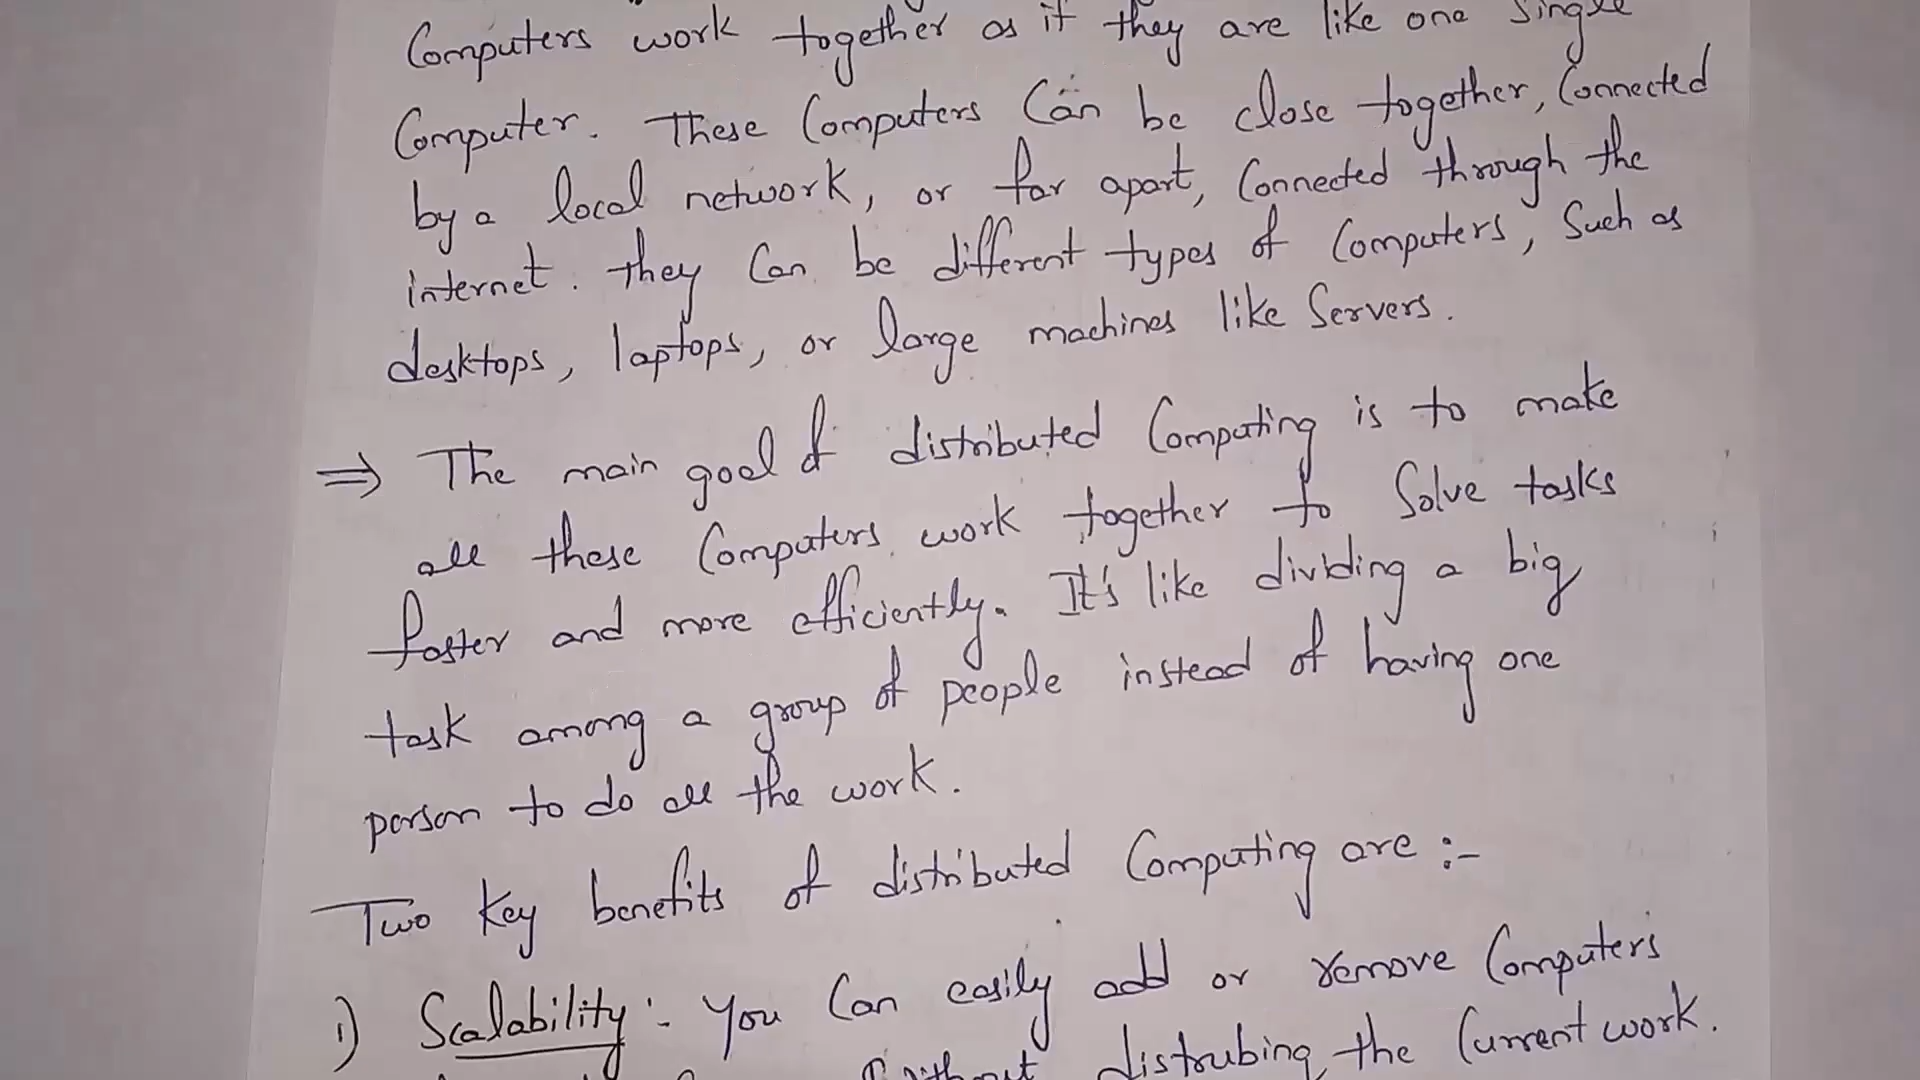 Computers work together as if they are like one single
Computer. These Computers Can be close together, Connected
by a local network, or far apart, Connected through the
internet. they Can be different types of Computers, Such as
desktops, laptops, or large machines like Servers.
⇒ The main goal of distributed Computing is to make
all these Computers work together to Solve tasks
faster and more efficiently. It's like dividing a big
task among a group of people instead of having one
person to do all the work.
Two Key benefits of distributed Computing are :-
i) Scalability :- You Can easily add or remove Computers
without distrubing the Current work.